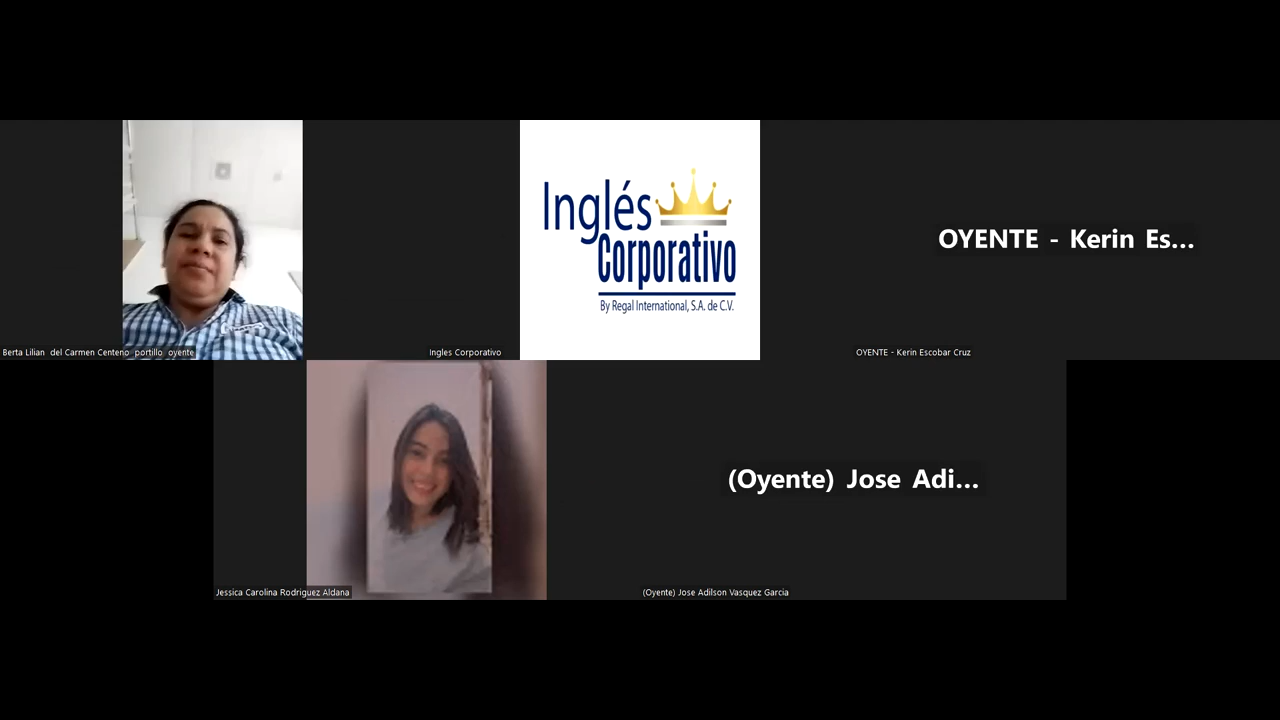 Inglés
Corporativo
By Regal International, S.A. de C.V.
OYENTE - Kerin Es...
Berta Lilian del Carmen Centeno portillo oyente
Ingles Corporativo
OYENTE - Kerin Escobar Cruz
(Oyente) Jose Adi...
Jessica Carolina Rodriguez Aldana
(Oyente) Jose Adilson Vasquez Garcia